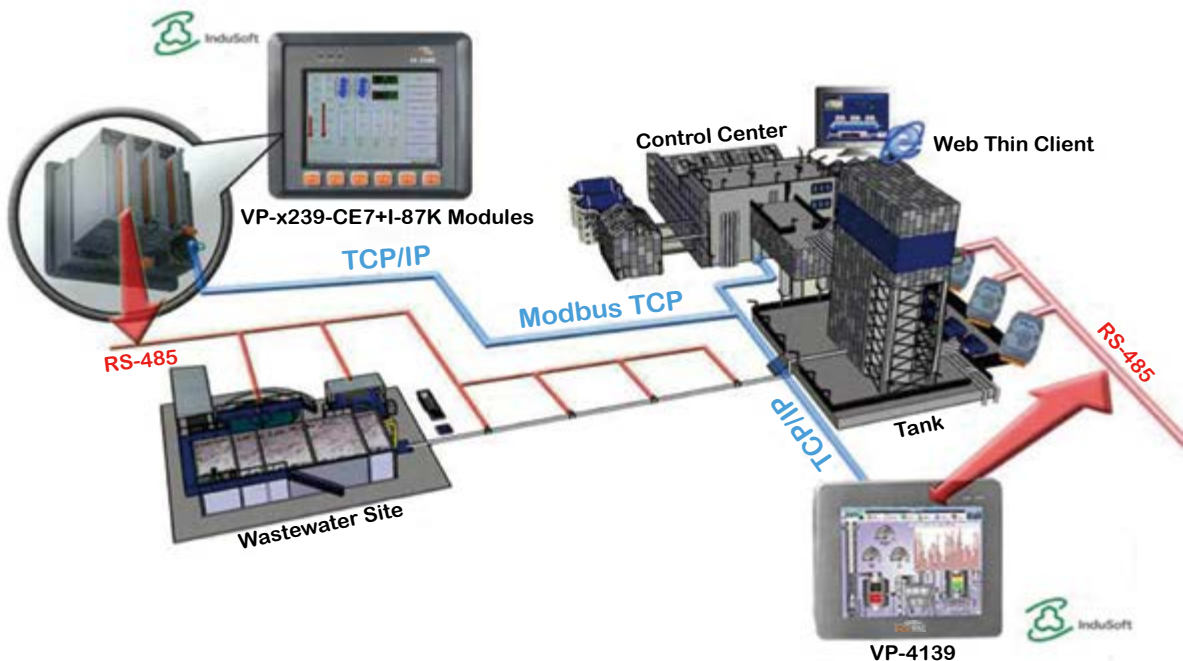 InduSoft
Control Center
Web Thin Client
VP-x239-CE7+I-87K Modules
TCP/IP
Modbus TCP
RS-485
RS-485
TCP/IP
Tank
Wastewater Site
InduSoft
VP-4139